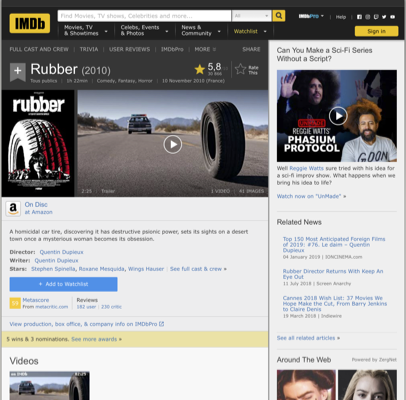 IMDb
Find Movies, TV shows, Celebrities and more...
All
IMDbPro
Help
Movies, TV
& Showtimes
Celebs, Events
& Photos
News &
Community
Watchlist
Sign in
FULL CAST AND CREW | TRIVIA | USER REVIEWS | IMDbPro | MORE
SHARE
Rubber (2010)
5,8
Rate
This
Tous publics | 1h 22min | Comedy, Fantasy, Horror | 10 November 2010 (France)
rubber
2:25 | Trailer
1 VIDEO | 41 IMAGES
On Disc
at Amazon
A homicidal car tire, discovering it has destructive psionic power, sets its sights on a desert
town once a mysterious woman becomes its obsession.
Director: Quentin Dupieux
Writer: Quentin Dupieux
Stars: Stephen Spinella, Roxane Mesquida, Wings Hauser | See full cast & crew »
+ Add to Watchlist
Metascore
From metacritic.com
Reviews
182 user | 230 critic
View production, box office, & company info on IMDbPro
5 wins & 3 nominations. See more awards »
Videos
Can You Make a Sci-Fi Series
Without a Script?
REGGIE WATTS'
PHASIUM
PROTOCOL
Well Reggie Watts sure tried with his idea for
a sci-fi improv show. What happens when we
bring his idea to life?
Watch now on "UnMade" »
Related News
Top 150 Most Anticipated Foreign Films
of 2019: #76. Le daim – Quentin
Dupieux
04 January 2019 | IONCINEMA.com
Rubber Director Returns With Keep An
Eye Out
11 July 2018 | Screen Anarchy
Cannes 2018 Wish List: 37 Movies We
Hope Make the Cut, From Barry Jenkins
to Claire Denis
19 March 2018 | Indiewire
See all related articles »
Around The Web
Powered by ZergNet